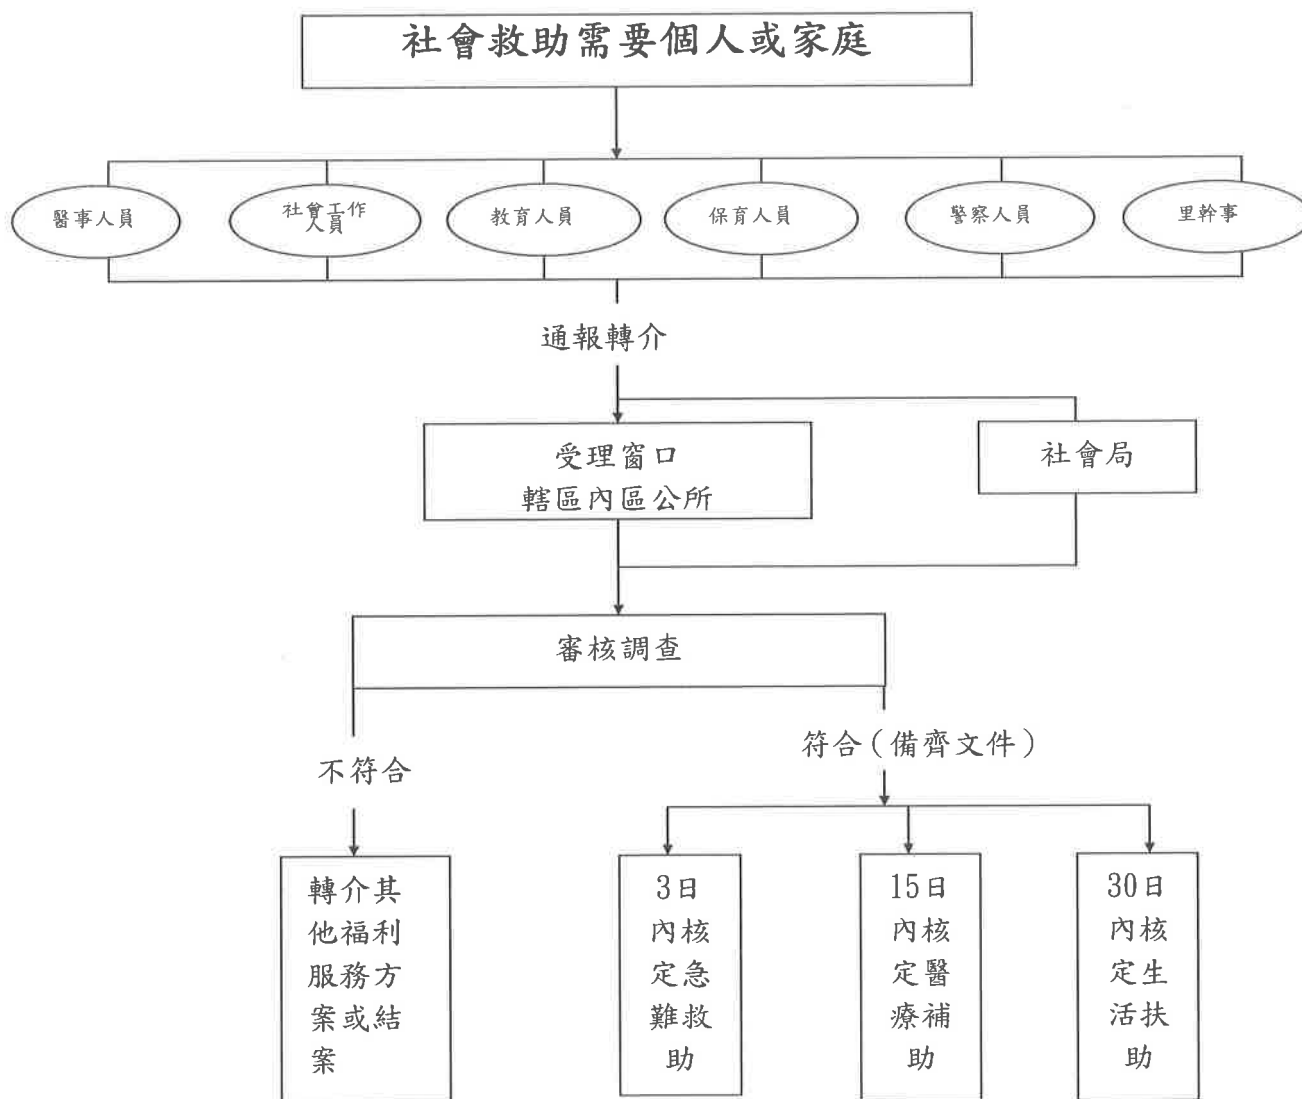 社會救助需要個人或家庭
醫事人員
社會工作
人員
教育人員
保育人員
警察人員
里幹事
通報轉介
受理窗口
轄區內區公所
社會局
審核調查
不符合
符合(備齊文件)
轉介其
他福利
服務方
案或結
案
3日
內核
定急
難救
助
15日
內核
定醫
療補
助
30日
內核
定生
活扶
助